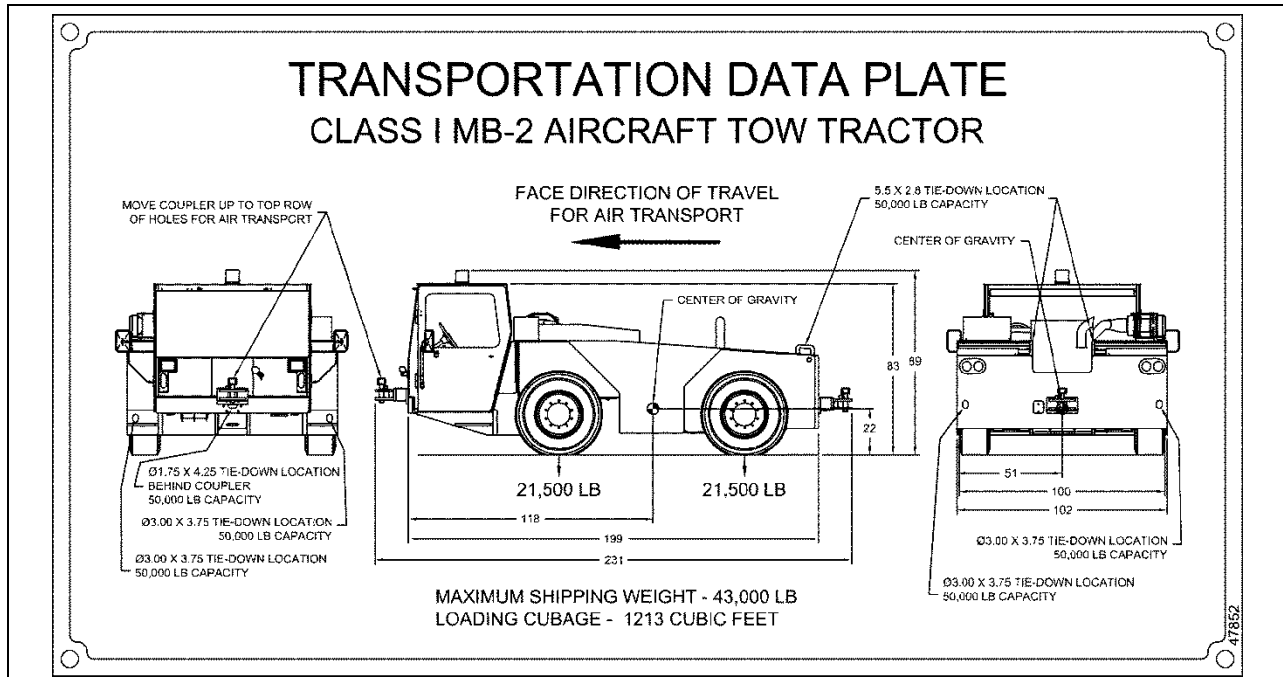 TRANSPORTATION DATA PLATE
CLASS I MB-2 AIRCRAFT TOW TRACTOR
MOVE COUPLER UP TO TOP ROW
OF HOLES FOR AIR TRANSPORT
FACE DIRECTION OF TRAVEL
FOR AIR TRANSPORT
5.5 X 2.8 TIE-DOWN LOCATION
50,000 LB CAPACITY
CENTER OF GRAVITY
CENTER OF GRAVITY
83
89
22
21,500 LB
21,500 LB
118
199
231
51
100
102
Ø1.75 X 4.25 TIE-DOWN LOCATION
BEHIND COUPLER
50,000 LB CAPACITY
Ø3.00 X 3.75 TIE-DOWN LOCATION
50,000 LB CAPACITY
Ø3.00 X 3.75 TIE-DOWN LOCATION
50,000 LB CAPACITY
Ø3.00 X 3.75 TIE-DOWN LOCATION
50,000 LB CAPACITY
Ø3.00 X 3.75 TIE-DOWN LOCATION
50,000 LB CAPACITY
MAXIMUM SHIPPING WEIGHT - 43,000 LB
LOADING CUBAGE - 1213 CUBIC FEET
47852